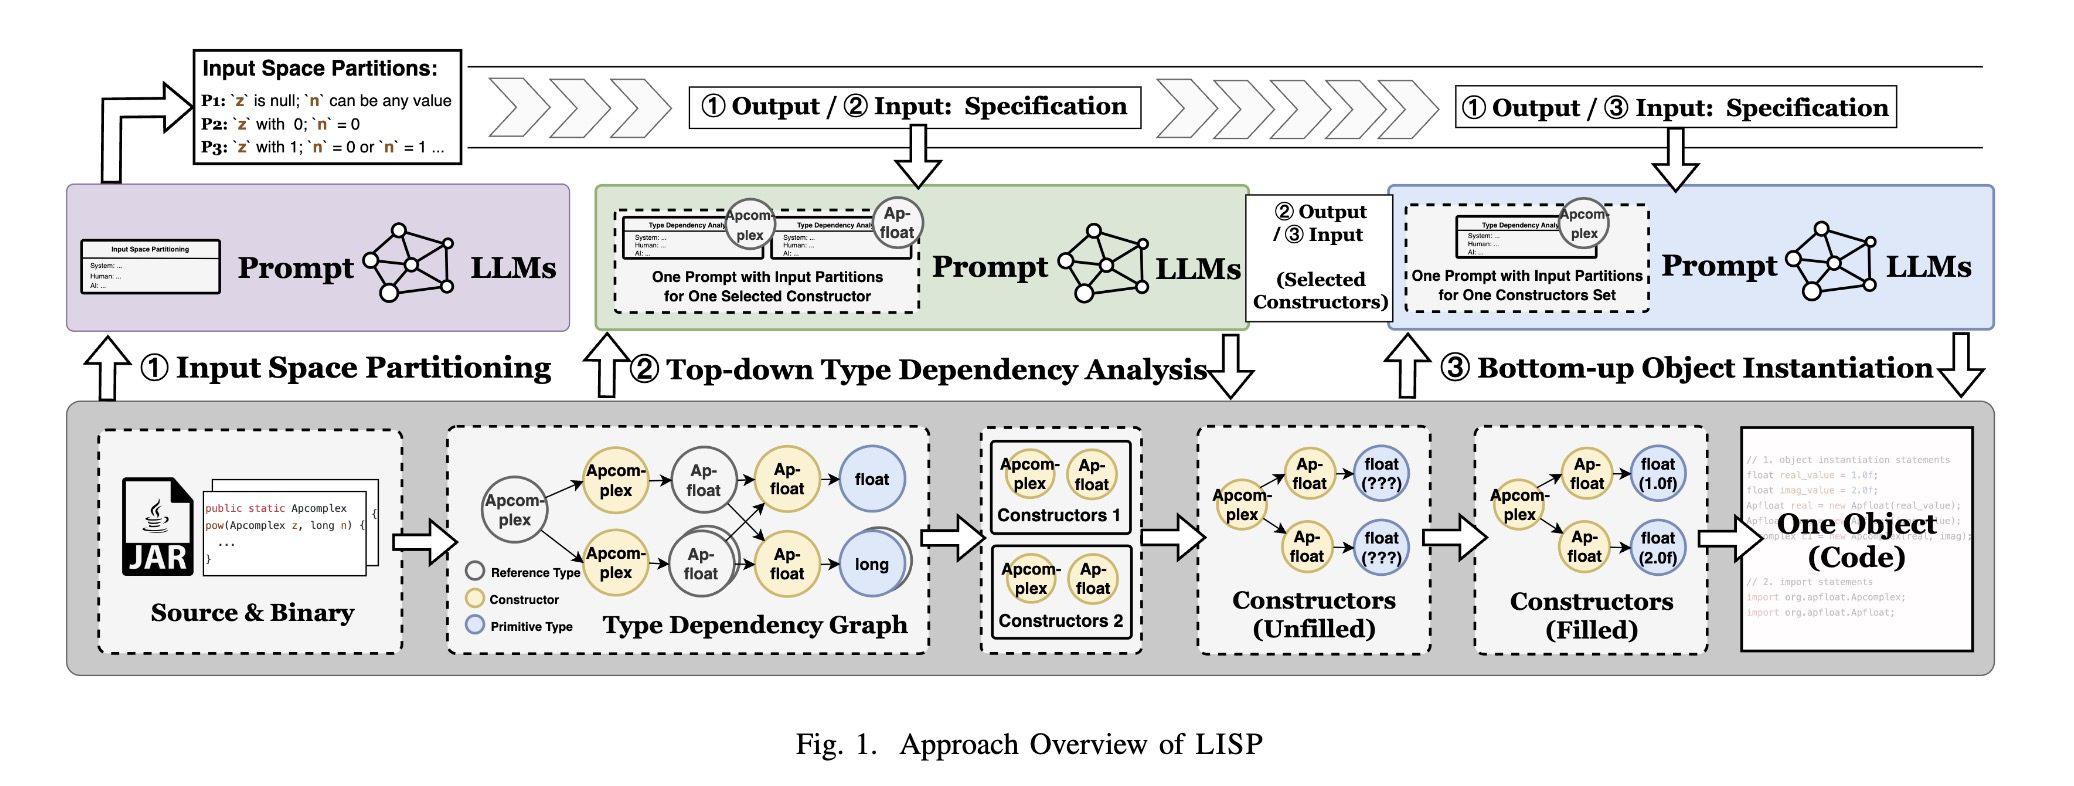 Input Space Partitions:
P1: `z` is null; `n` can be any value
P2: `z` with 0; `n` = 0
P3: `z` with 1; `n` = 0 or `n` = 1 ...
① Output / ② Input: Specification
① Output / ③ Input: Specification
Input Space Partitioning
System: ...
Human: ...
AI: ...
Prompt
LLMs
Type Dependency Analy
System: ...
Human: ...
AI: ...
Apcom-
plex
Type Dependency Analy
System: ...
Human: ...
AI: ...
Ap-
float
One Prompt with Input Partitions
for One Selected Constructor
Prompt
LLMs
② Output
/ ③ Input
(Selected
Constructors)
Type Dependency Analy
System: ...
Human: ...
AI: ...
Apcom-
plex
One Prompt with Input Partitions
for One Constructors Set
Prompt
LLMs
① Input Space Partitioning
② Top-down Type Dependency Analysis
③ Bottom-up Object Instantiation
JAR
public static Apcomplex
pow(Apcomplex z, long n) {
...
}
{
Source & Binary
Apcom-
plex
Apcom-
plex
Ap-
float
Ap-
float
float
Apcom-
plex
Ap-
float
Ap-
float
long
Reference Type
Constructor
Primitive Type
Type Dependency Graph
Apcom-
plex
Ap-
float
Constructors 1
Apcom-
plex
Ap-
float
Constructors 2
Apcom-
plex
Ap-
float
float
(???)
Ap-
float
float
(???)
Constructors
(Unfilled)
Apcom-
plex
Ap-
float
float
(1.0f)
Ap-
float
float
(2.0f)
Constructors
(Filled)
// 1. object instantiation statements
float real_value = 1.0f;
float imag_value = 2.0f;
Apfloat real = new Apfloat(real_value);
One Object
(Code)
// 2. import statements
import org.apfloat.Apcomplex;
import org.apfloat.Apfloat;
Fig. 1. Approach Overview of LISP